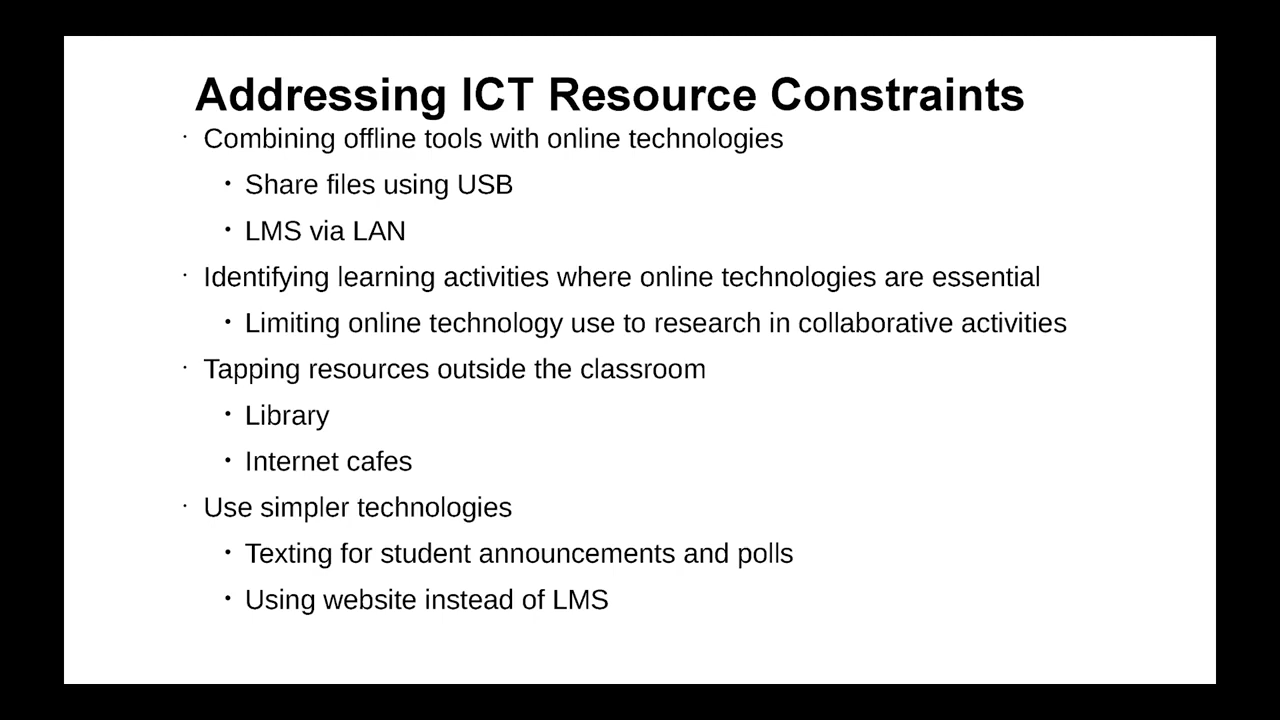 Addressing ICT Resource Constraints
· Combining offline tools with online technologies
• Share files using USB
• LMS via LAN
· Identifying learning activities where online technologies are essential
• Limiting online technology use to research in collaborative activities
· Tapping resources outside the classroom
• Library
• Internet cafes
· Use simpler technologies
• Texting for student announcements and polls
• Using website instead of LMS